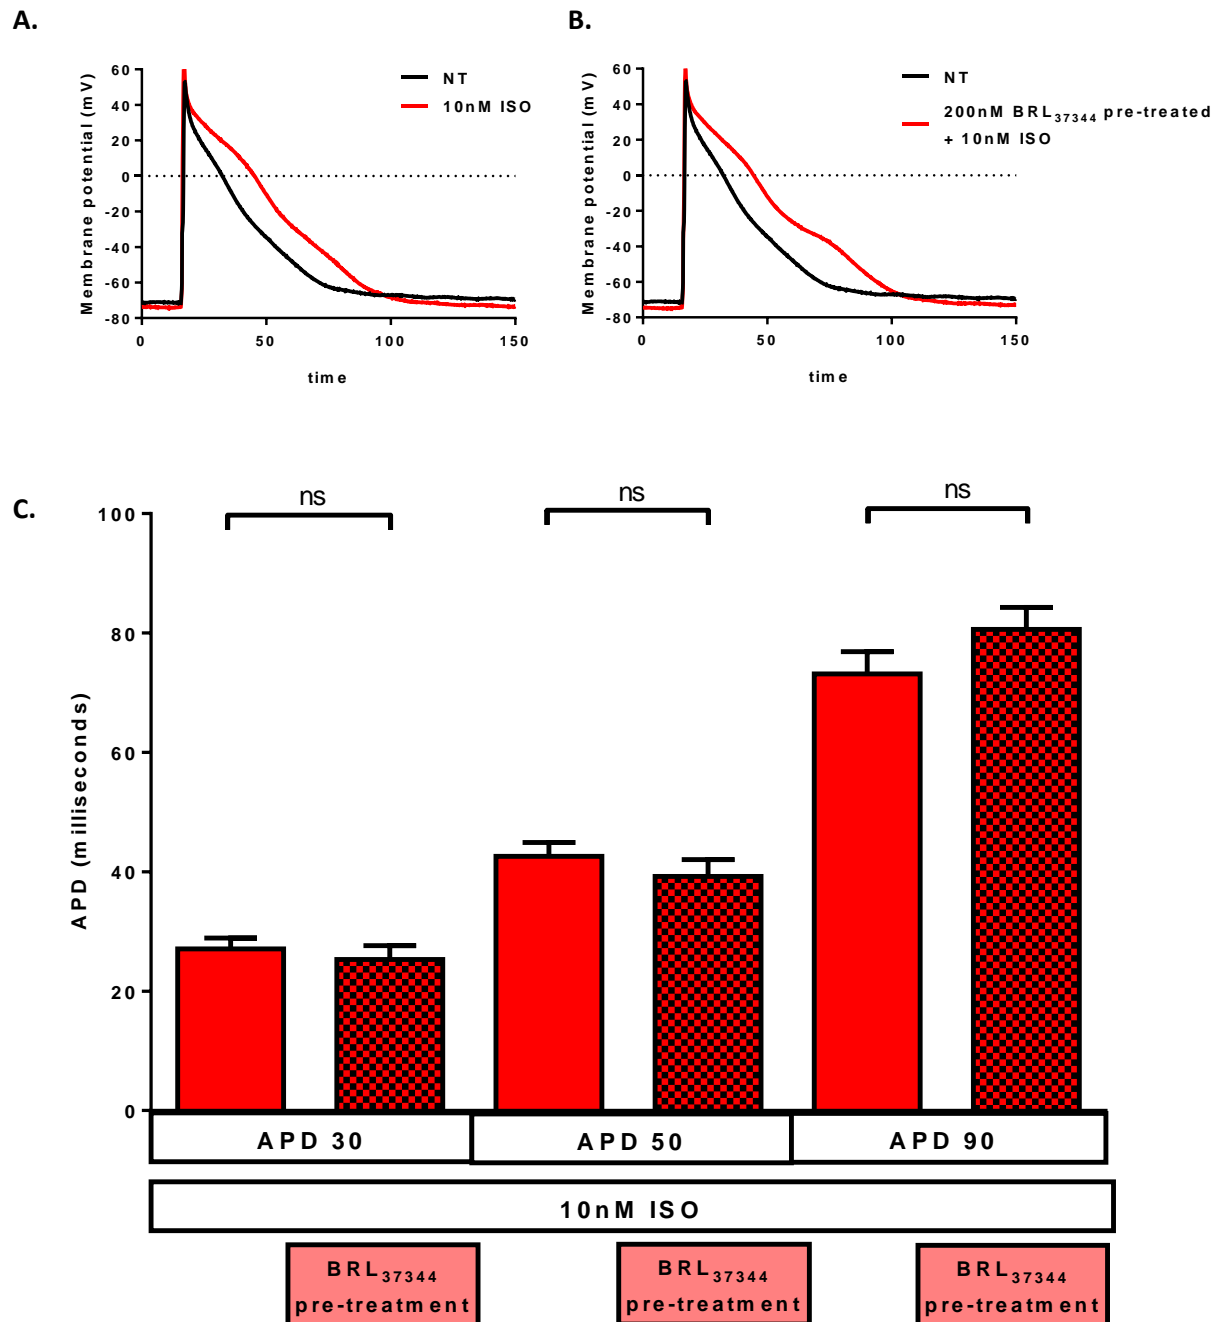 A.
B.
NT
10nM ISO
60
40
20
0
-20
-40
-60
-80
0
50
100
150
Membrane potential (mV)
time
NT
200nM BRL37344 pre-treated
+ 10nM ISO
60
40
20
0
-20
-40
-60
-80
0
50
100
150
Membrane potential (mV)
time
C.
ns
ns
ns
100
80
60
40
20
0
APD (milliseconds)
APD 30
APD 50
APD 90
10nM ISO
BRL37344
pre-treatment
BRL37344
pre-treatment
BRL37344
pre-treatment